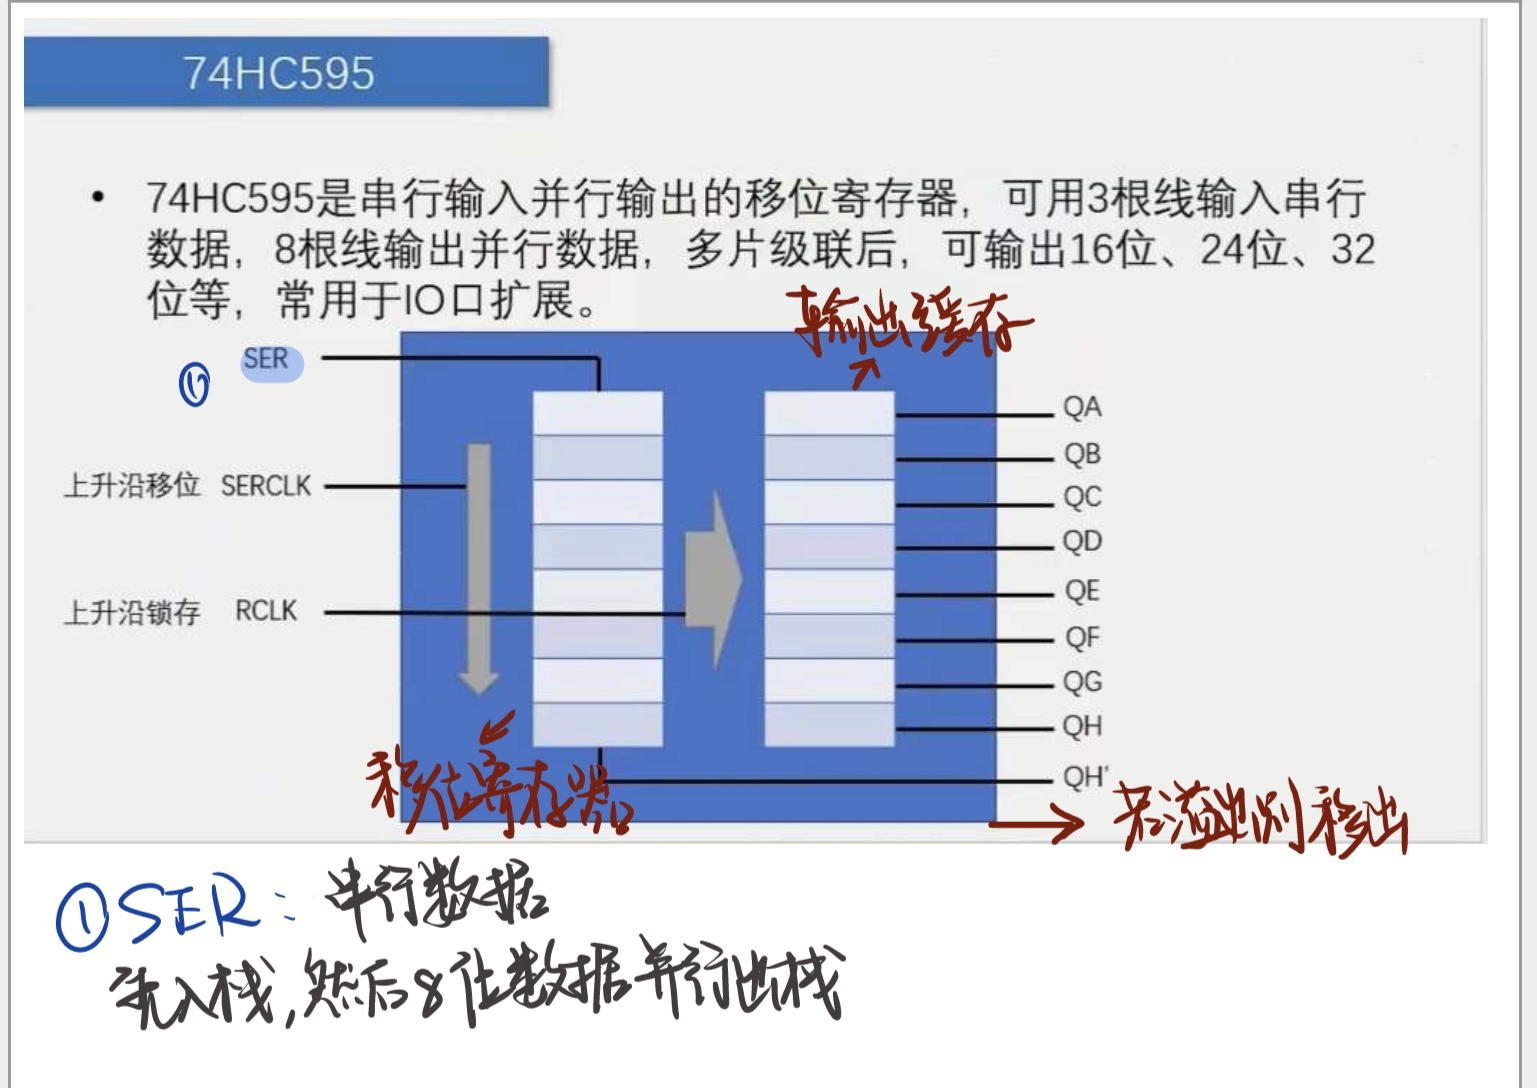 74HC595
• 74HC595是串行输入并行输出的移位寄存器，可用3根线输入串行
数据，8根线输出并行数据，多片级联后，可输出16位、24位、32
位等，常用于IO口扩展。
输出缓存
SER
①
QA
QB
上升沿移位 SERCLK
QC
QD
QE
上升沿锁存 RCLK
QF
QG
QH
QH'
移位寄存器
若溢出则移出
①SER：串行数据
先入栈，然后8位数据并行出栈